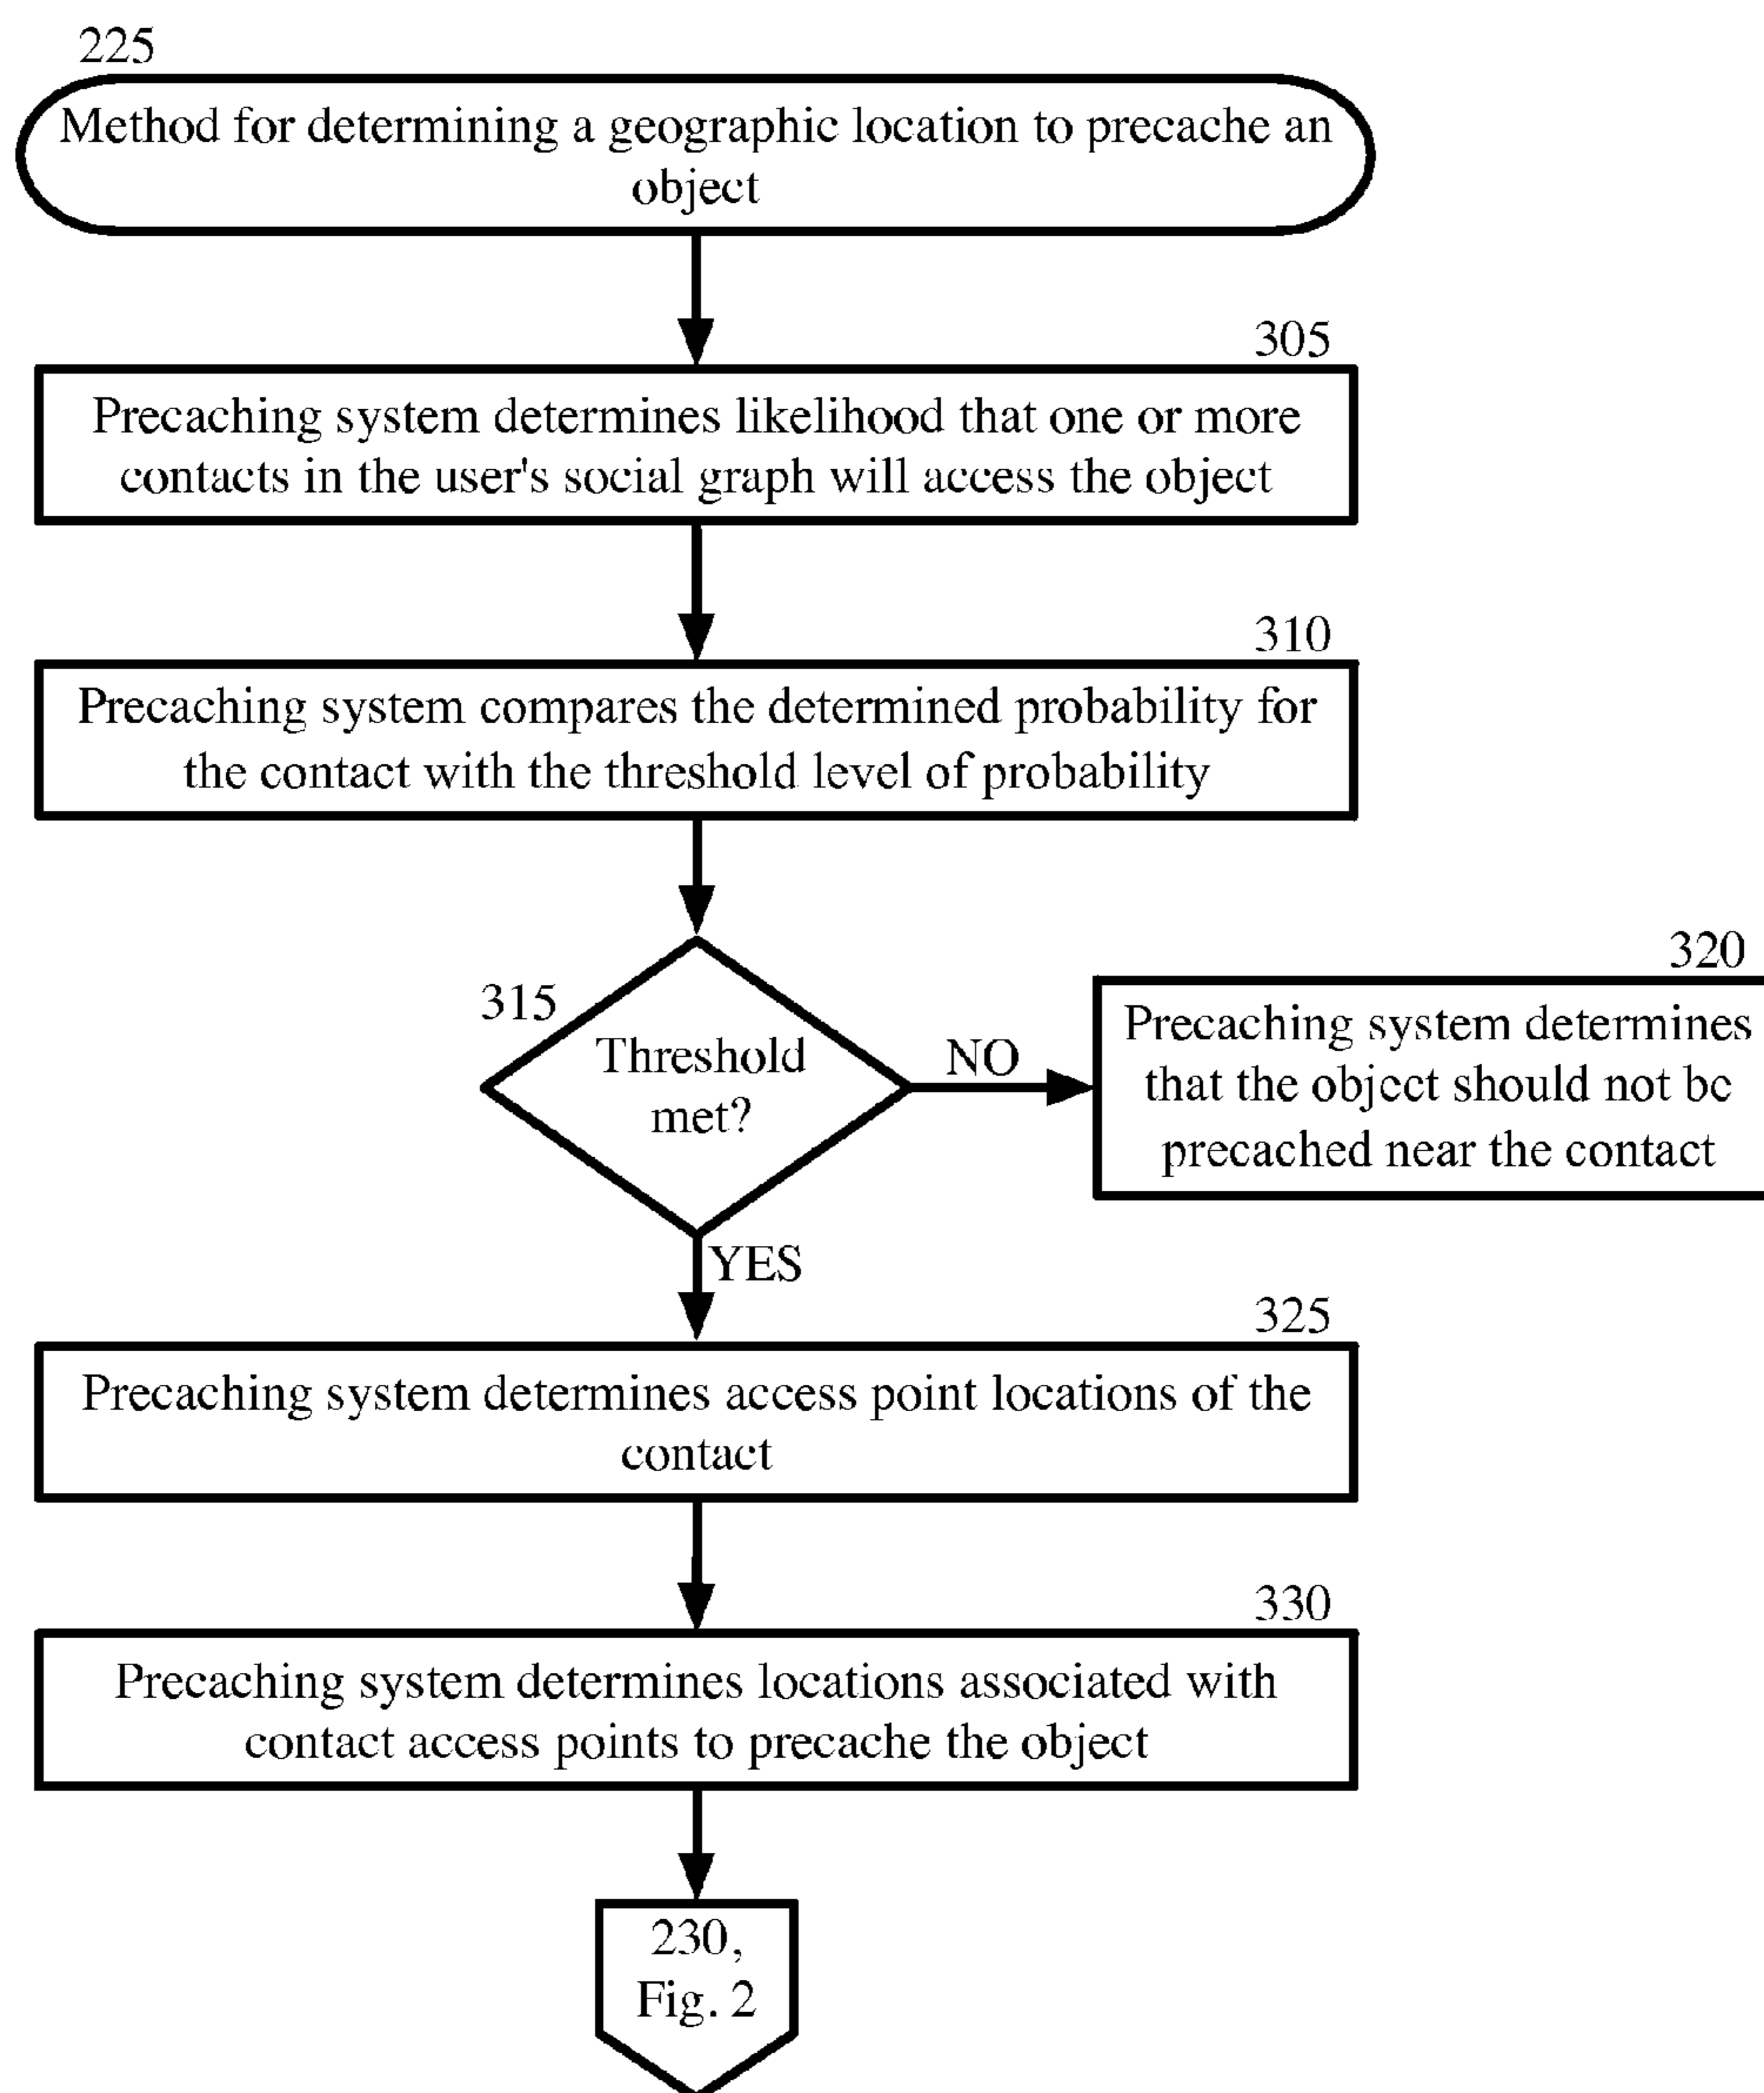 225
Method for determining a geographic location to precache an
object
305
Precaching system determines likelihood that one or more
contacts in the user's social graph will access the object
310
Precaching system compares the determined probability for
the contact with the threshold level of probability
315
Threshold
met?
NO
320
Precaching system determines
that the object should not be
precached near the contact
YES
325
Precaching system determines access point locations of the
contact
330
Precaching system determines locations associated with
contact access points to precache the object
230,
Fig. 2